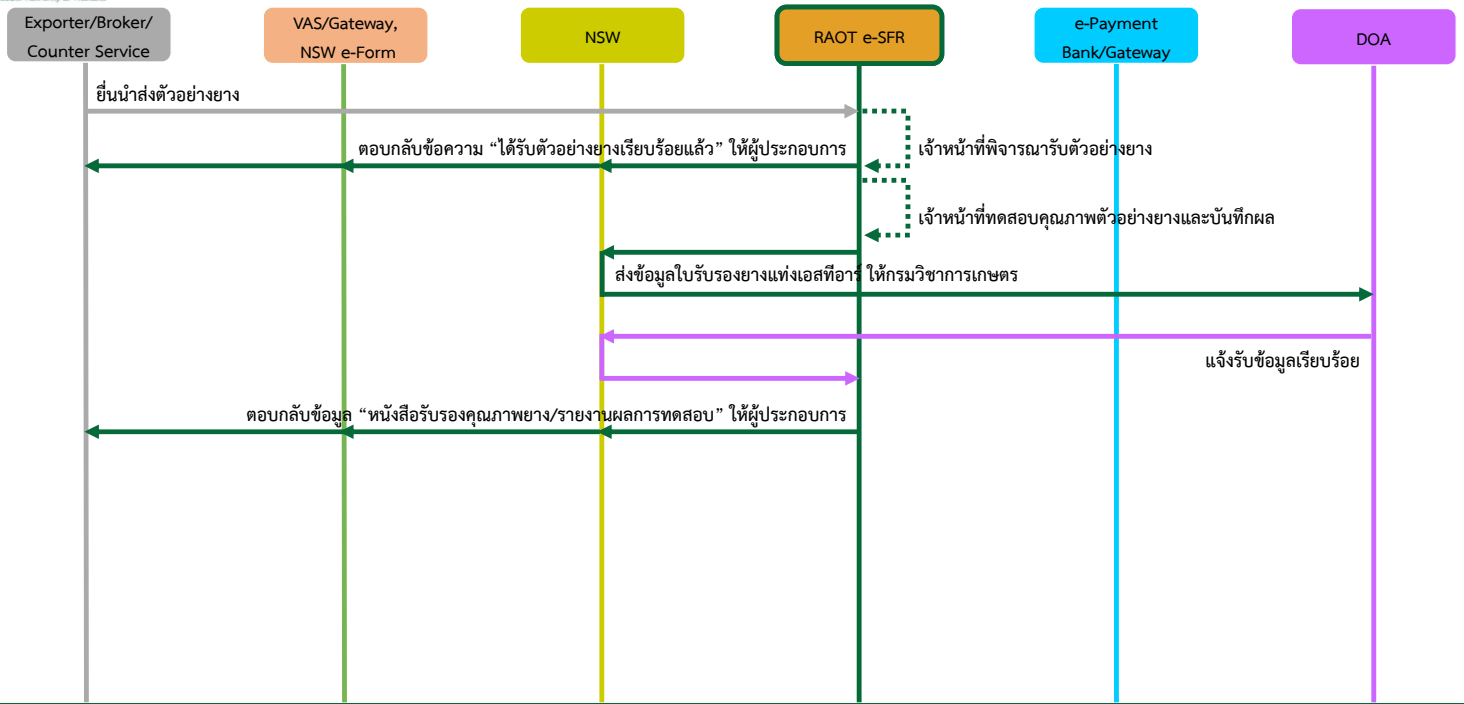 Exporter/Broker/
Counter Service
VAS/Gateway,
NSW e-Form
NSW
RAOT e-SFR
e-Payment
Bank/Gateway
DOA
ยื่นนำส่งตัวอย่างยาง
ตอบกลับข้อความ “ได้รับตัวอย่างยางเรียบร้อยแล้ว” ให้ผู้ประกอบการ
เจ้าหน้าที่พิจารณารับตัวอย่างยาง
เจ้าหน้าที่ทดสอบคุณภาพตัวอย่างยางและบันทึกผล
ส่งข้อมูลใบรับรองยางแท่งเอสทีอาร์ ให้กรมวิชาการเกษตร
แจ้งรับข้อมูลเรียบร้อย
ตอบกลับข้อมูล “หนังสือรับรองคุณภาพยาง/รายงานผลการทดสอบ” ให้ผู้ประกอบการ